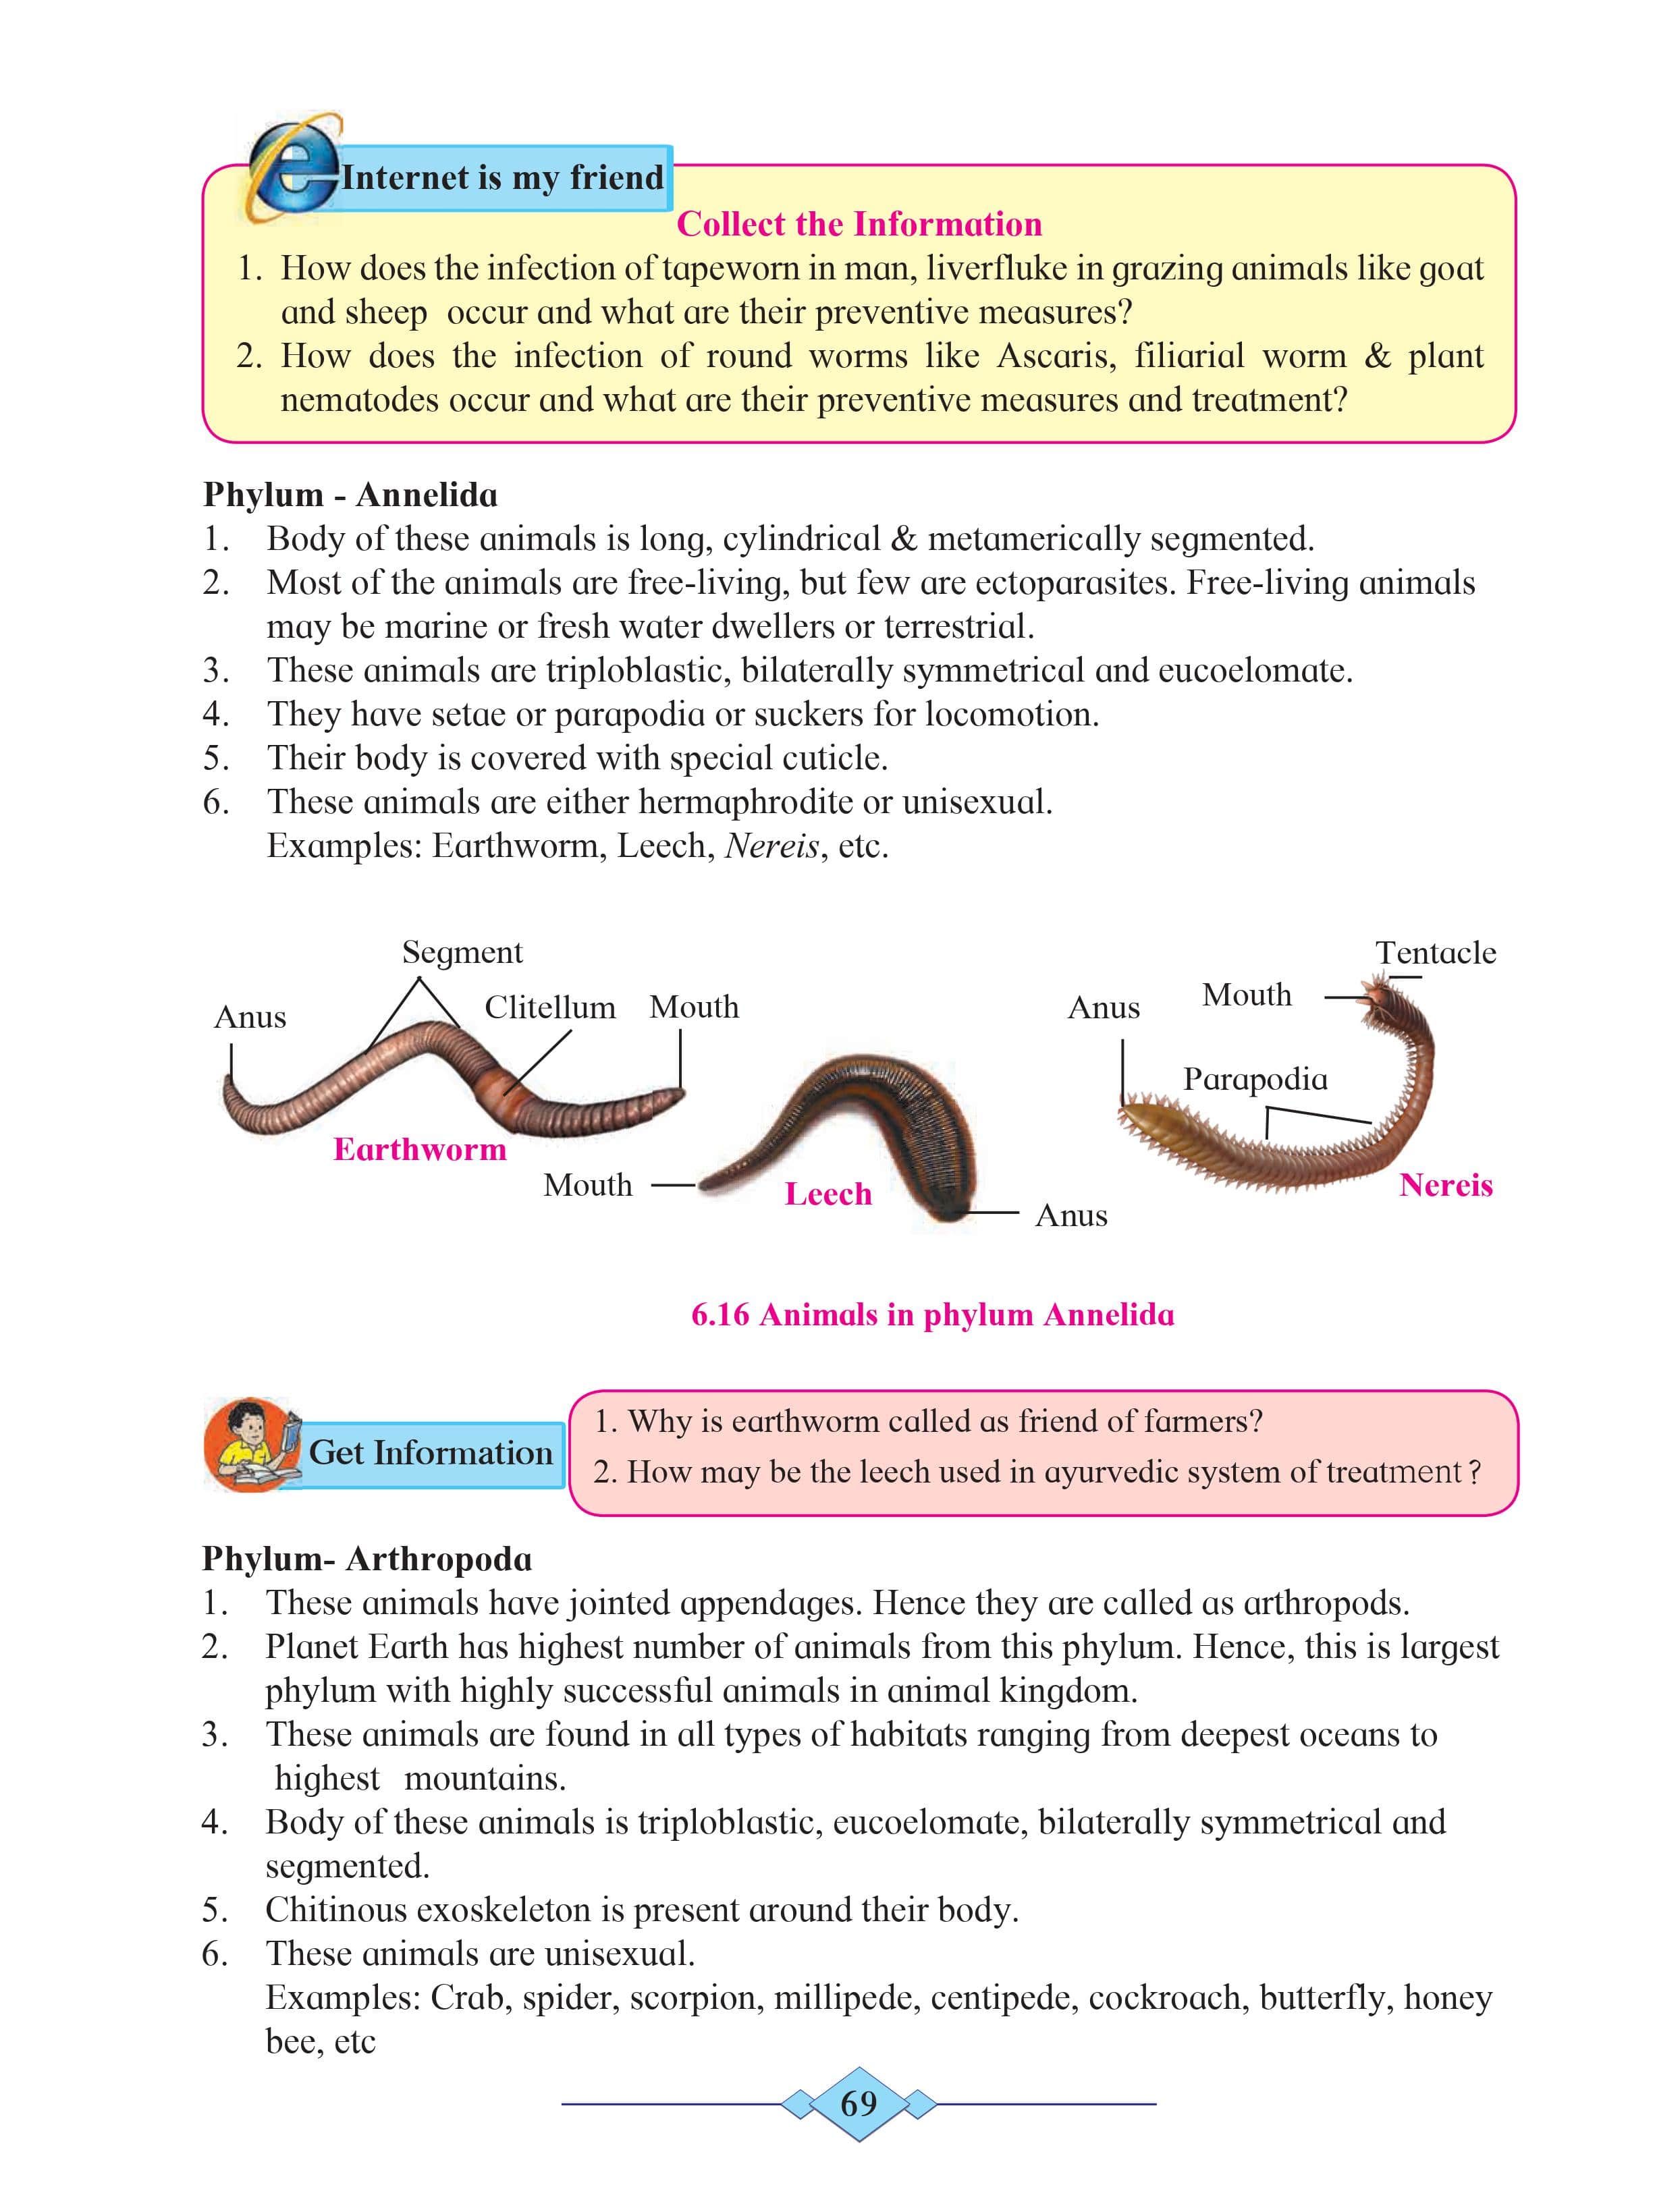 Internet is my friend
Collect the Information
1. How does the infection of tapeworn in man, liverfluke in grazing animals like goat
and sheep occur and what are their preventive measures?
2. How does the infection of round worms like Ascaris, filiarial worm & plant
nematodes occur and what are their preventive measures and treatment?
Phylum - Annelida
1. Body of these animals is long, cylindrical & metamerically segmented.
2. Most of the animals are free-living, but few are ectoparasites. Free-living animals
may be marine or fresh water dwellers or terrestrial.
3. These animals are triploblastic, bilaterally symmetrical and eucoelomate.
4. They have setae or parapodia or suckers for locomotion.
5. Their body is covered with special cuticle.
6. These animals are either hermaphrodite or unisexual.
Examples: Earthworm, Leech, Nereis, etc.
Segment
Anus
Clitellum
Mouth
Earthworm
Mouth
Leech
Anus
Tentacle
Mouth
Anus
Parapodia
Nereis
6.16 Animals in phylum Annelida
Get Information
1. Why is earthworm called as friend of farmers?
2. How may be the leech used in ayurvedic system of treatment ?
Phylum- Arthropoda
1. These animals have jointed appendages. Hence they are called as arthropods.
2. Planet Earth has highest number of animals from this phylum. Hence, this is largest
phylum with highly successful animals in animal kingdom.
3. These animals are found in all types of habitats ranging from deepest oceans to
highest mountains.
4. Body of these animals is triploblastic, eucoelomate, bilaterally symmetrical and
segmented.
5. Chitinous exoskeleton is present around their body.
6. These animals are unisexual.
Examples: Crab, spider, scorpion, millipede, centipede, cockroach, butterfly, honey
bee, etc
69